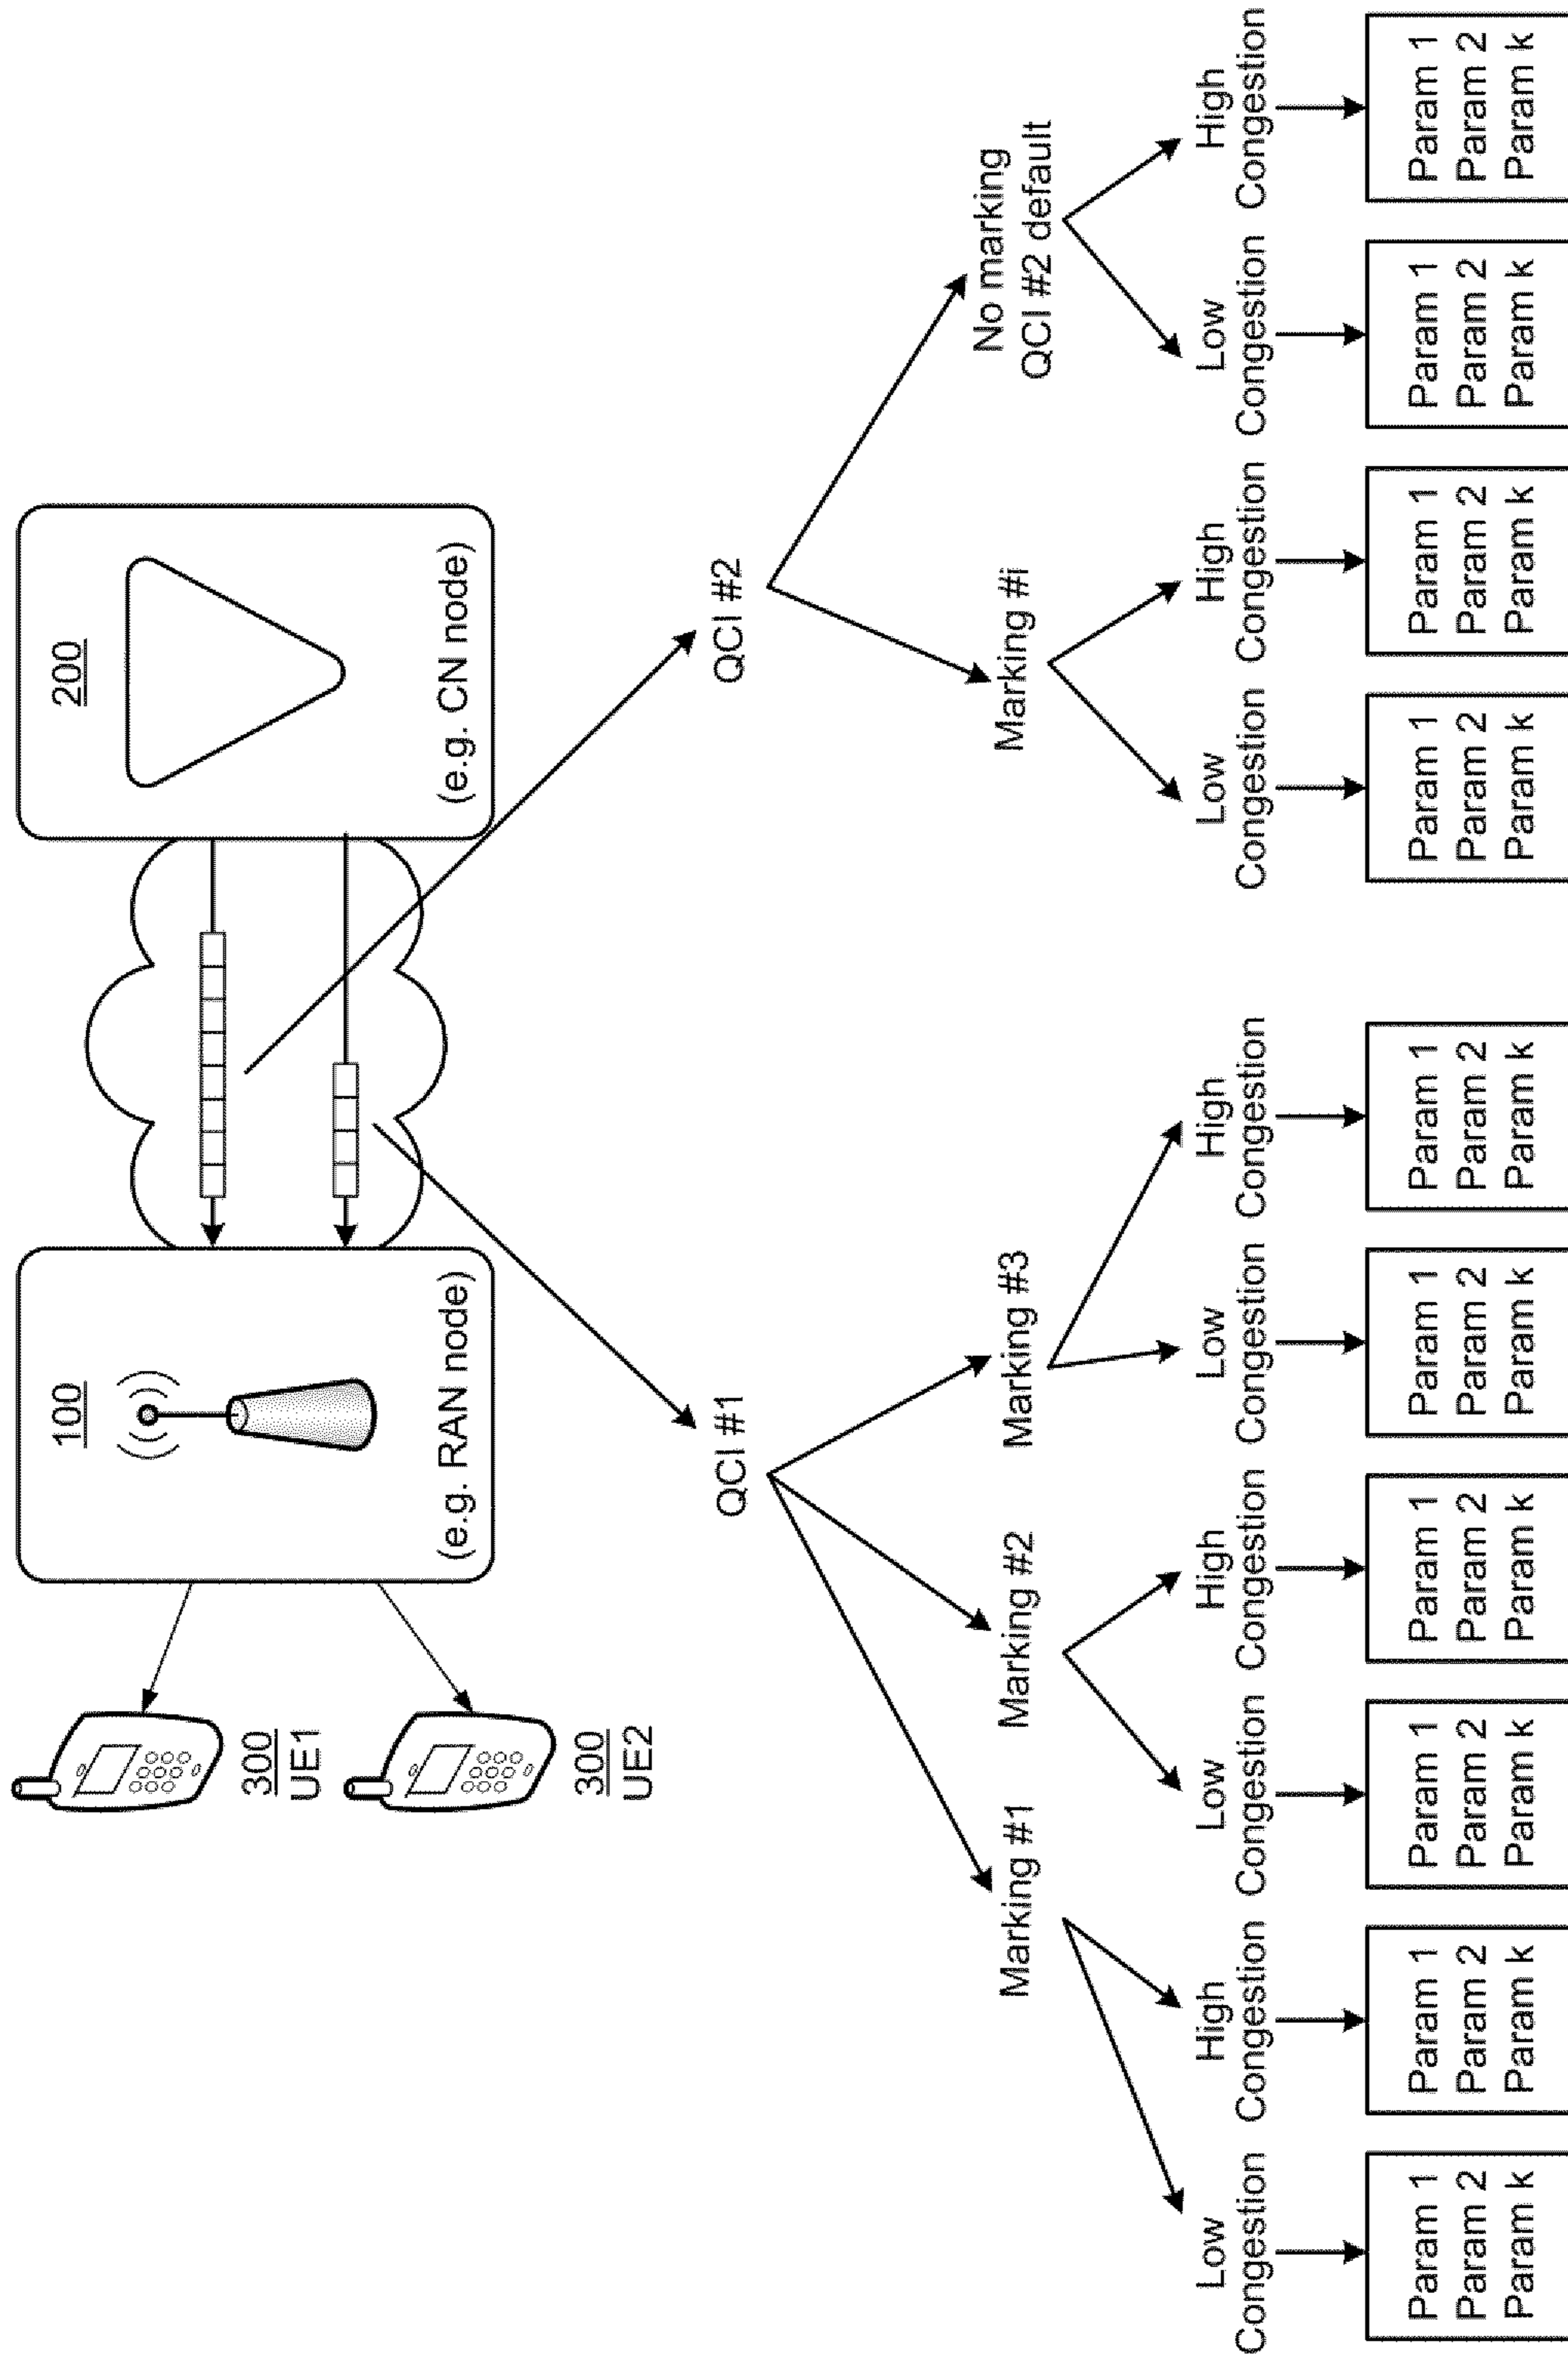 100
(e.g. RAN node)
200
(e.g. CN node)
300
UE1
300
UE2
QCI #1
QCI #2
Marking #1
Marking #2
Marking #3
Marking #i
No marking
QCI #2 default
Low
Congestion
High
Congestion
Low
Congestion
High
Congestion
Low
Congestion
High
Congestion
Low
Congestion
High
Congestion
Low
Congestion
High
Congestion
Param 1
Param 2
Param k
Param 1
Param 2
Param k
Param 1
Param 2
Param k
Param 1
Param 2
Param k
Param 1
Param 2
Param k
Param 1
Param 2
Param k
Param 1
Param 2
Param k
Param 1
Param 2
Param k
Param 1
Param 2
Param k
Param 1
Param 2
Param k